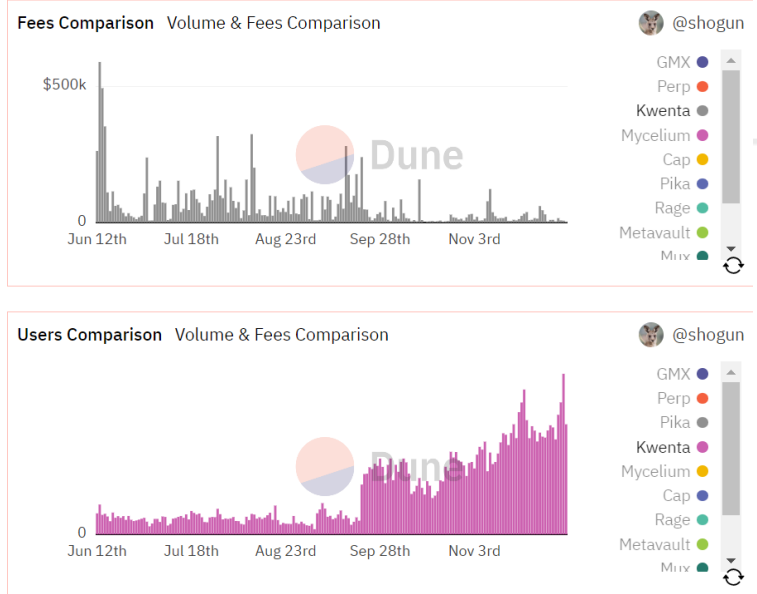 Fees Comparison Volume & Fees Comparison @shogun
GMX
$500k Perp
Kwenta
Mycelium
Dune
Cap
Pika
Rage
0 Metavault
Jun 12th Jul 18th Aug 23rd Sep 28th Nov 3rd
Mux
Users Comparison Volume & Fees Comparison @shogun
GMX
Perp
Pika
Kwenta
Dune
Mycelium
Cap
Rage
0 Metavault
Jun 12th Jul 18th Aug 23rd Sep 28th Nov 3rd
Mux